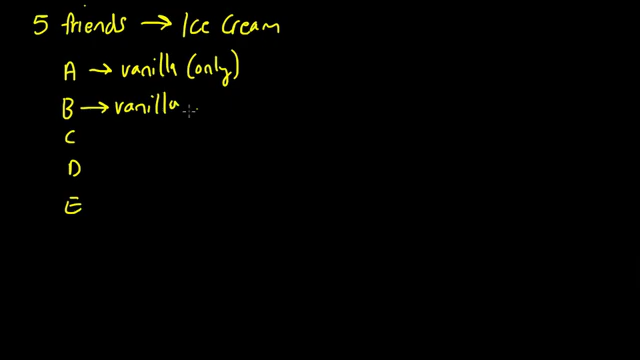 5 friends → Ice Cream
A → vanilla (only)
B → vanilla
C
D
E